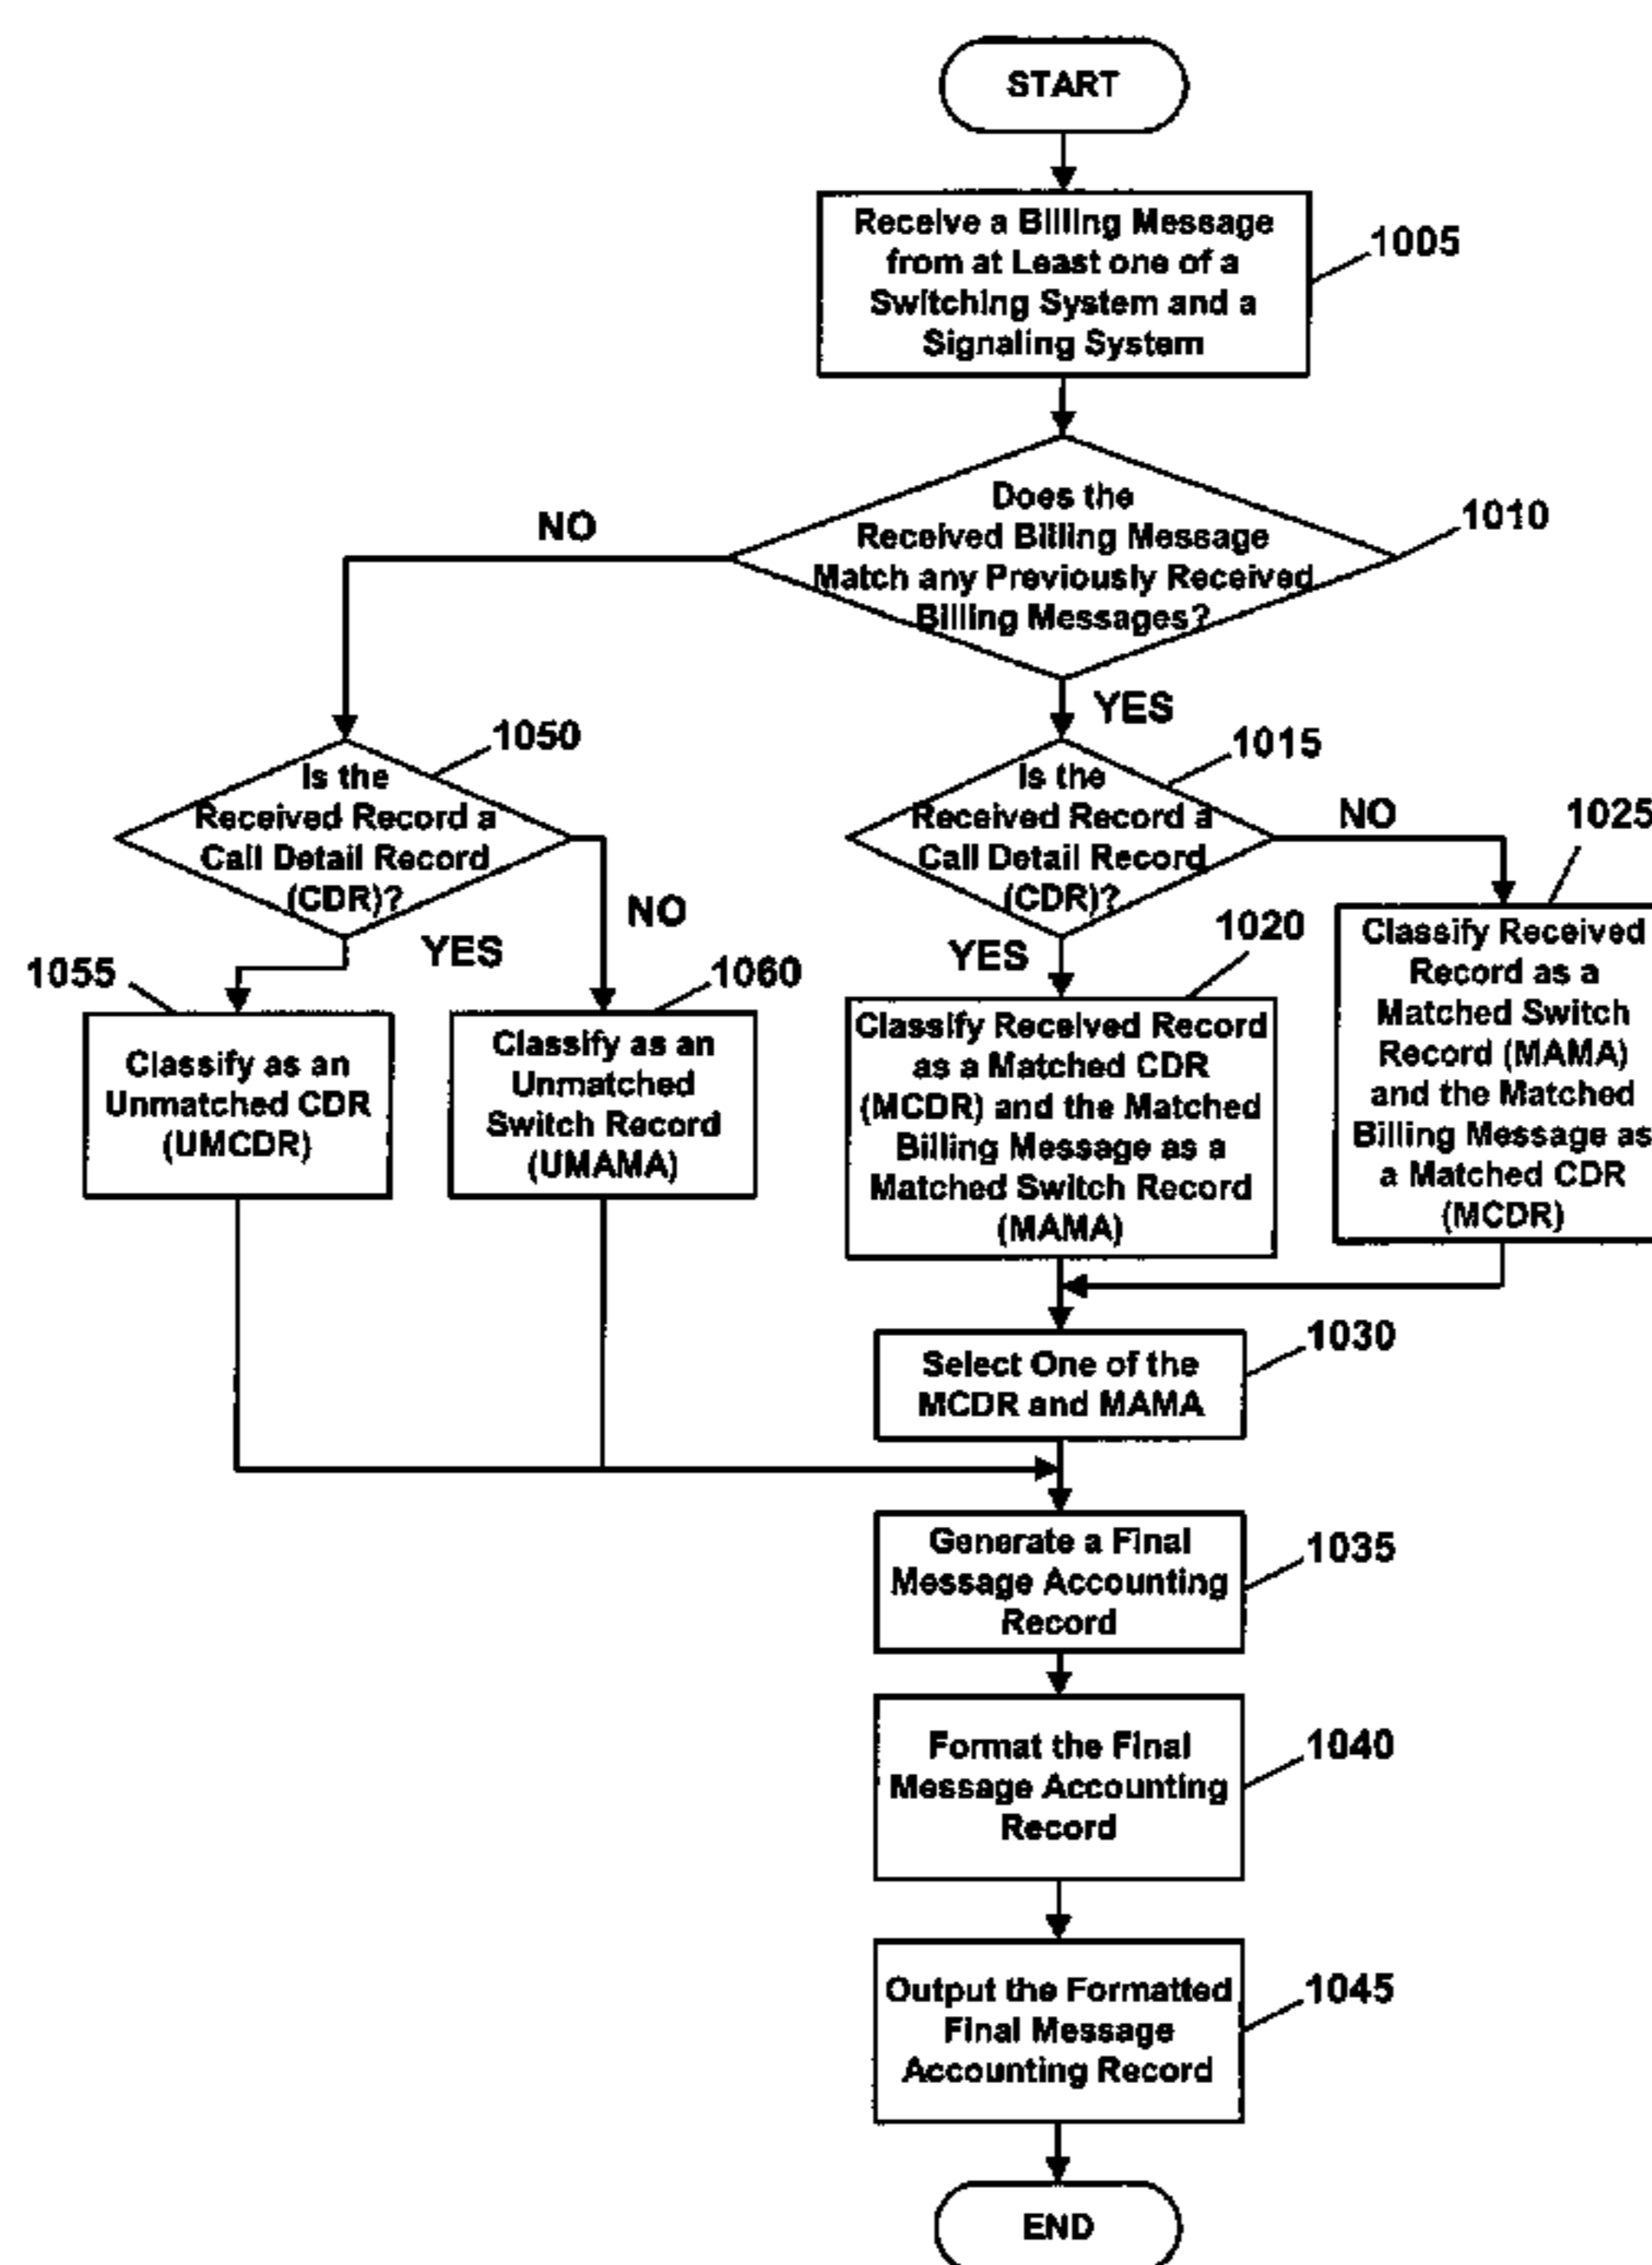 START
Receive a Billing Message
from at Least one of a
Switching System and a
Signaling System
1005
Does the
Received Billing Message
Match any Previously Received
Billing Messages?
1010
NO
YES
1050
Is the
Received Record a
Call Detail Record
(CDR)?
1015
Is the
Received Record a
Call Detail Record
(CDR)?
NO
1025
NO
YES
YES
1020
1055
1060
Classify as an
Unmatched CDR
(UMCDR)
Classify as an
Unmatched
Switch Record
(UMAMA)
Classify Received Record
as a Matched CDR
(MCDR) and the Matched
Billing Message as a
Matched Switch Record
(MAMA)
Classify Received
Record as a
Matched Switch
Record (MAMA)
and the Matched
Billing Message as
a Matched CDR
(MCDR)
Select One of the
MCDR and MAMA
1030
Generate a Final
Message Accounting
Record
1035
Format the Final
Message Accounting
Record
1040
Output the Formatted
Final Message
Accounting Record
1045
END